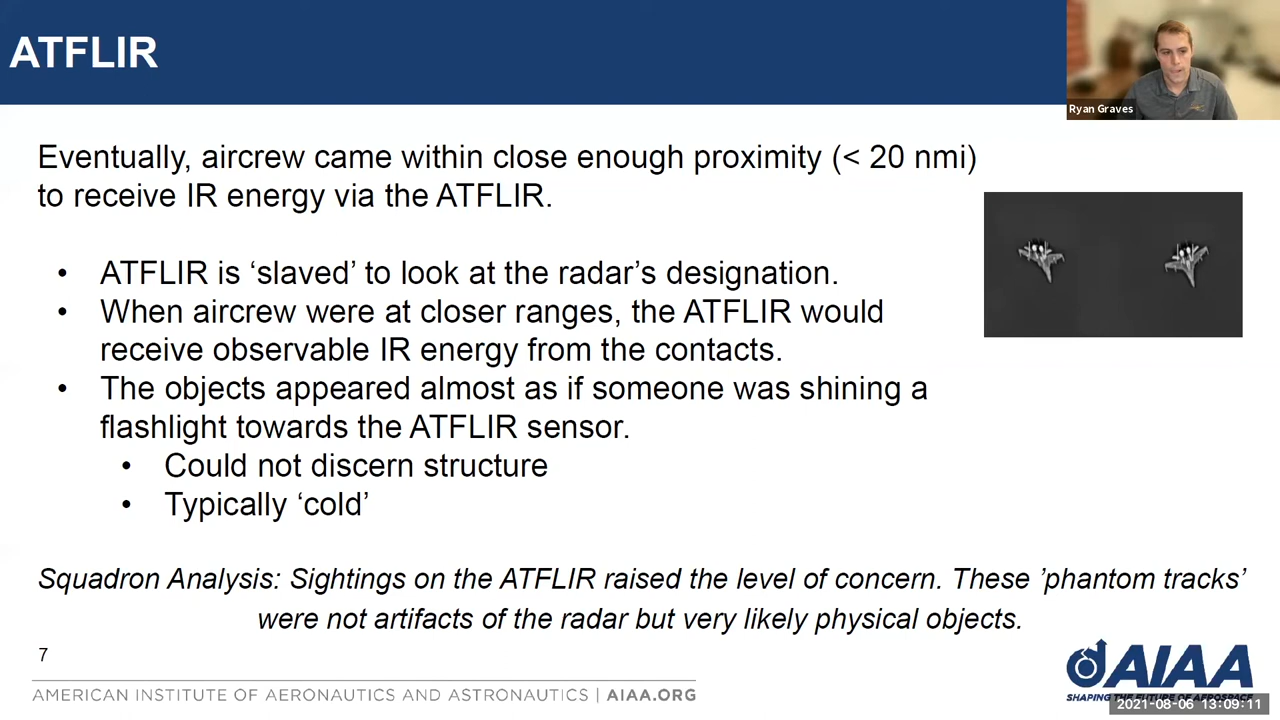 ATFLIR
Ryan Graves
Eventually, aircrew came within close enough proximity (< 20 nmi)
to receive IR energy via the ATFLIR.
• ATFLIR is ‘slaved’ to look at the radar’s designation.
• When aircrew were at closer ranges, the ATFLIR would
receive observable IR energy from the contacts.
• The objects appeared almost as if someone was shining a
flashlight towards the ATFLIR sensor.
• Could not discern structure
• Typically ‘cold’
Squadron Analysis: Sightings on the ATFLIR raised the level of concern. These ’phantom tracks’
were not artifacts of the radar but very likely physical objects.
7
AMERICAN INSTITUTE OF AERONAUTICS AND ASTRONAUTICS | AIAA.ORG
AIAA
SHAPING THE FUTURE OF AEROSPACE
2021-08-06 13:09:11